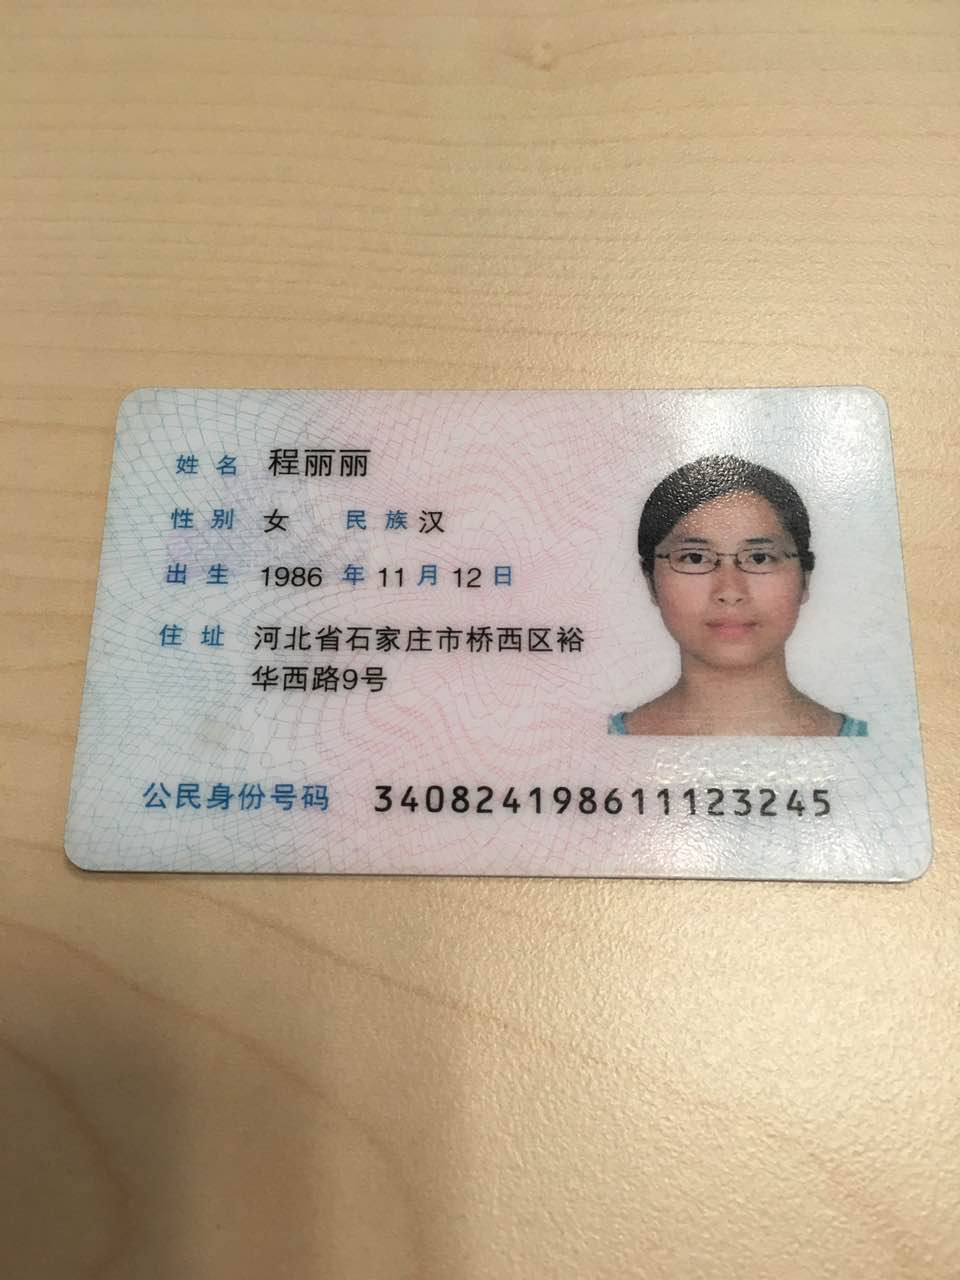 姓名 程丽丽
性别 女 民族 汉
出生 1986 年 11 月 12 日
住址 河北省石家庄市桥西区裕
华西路9号
公民身份号码 340824198611123245